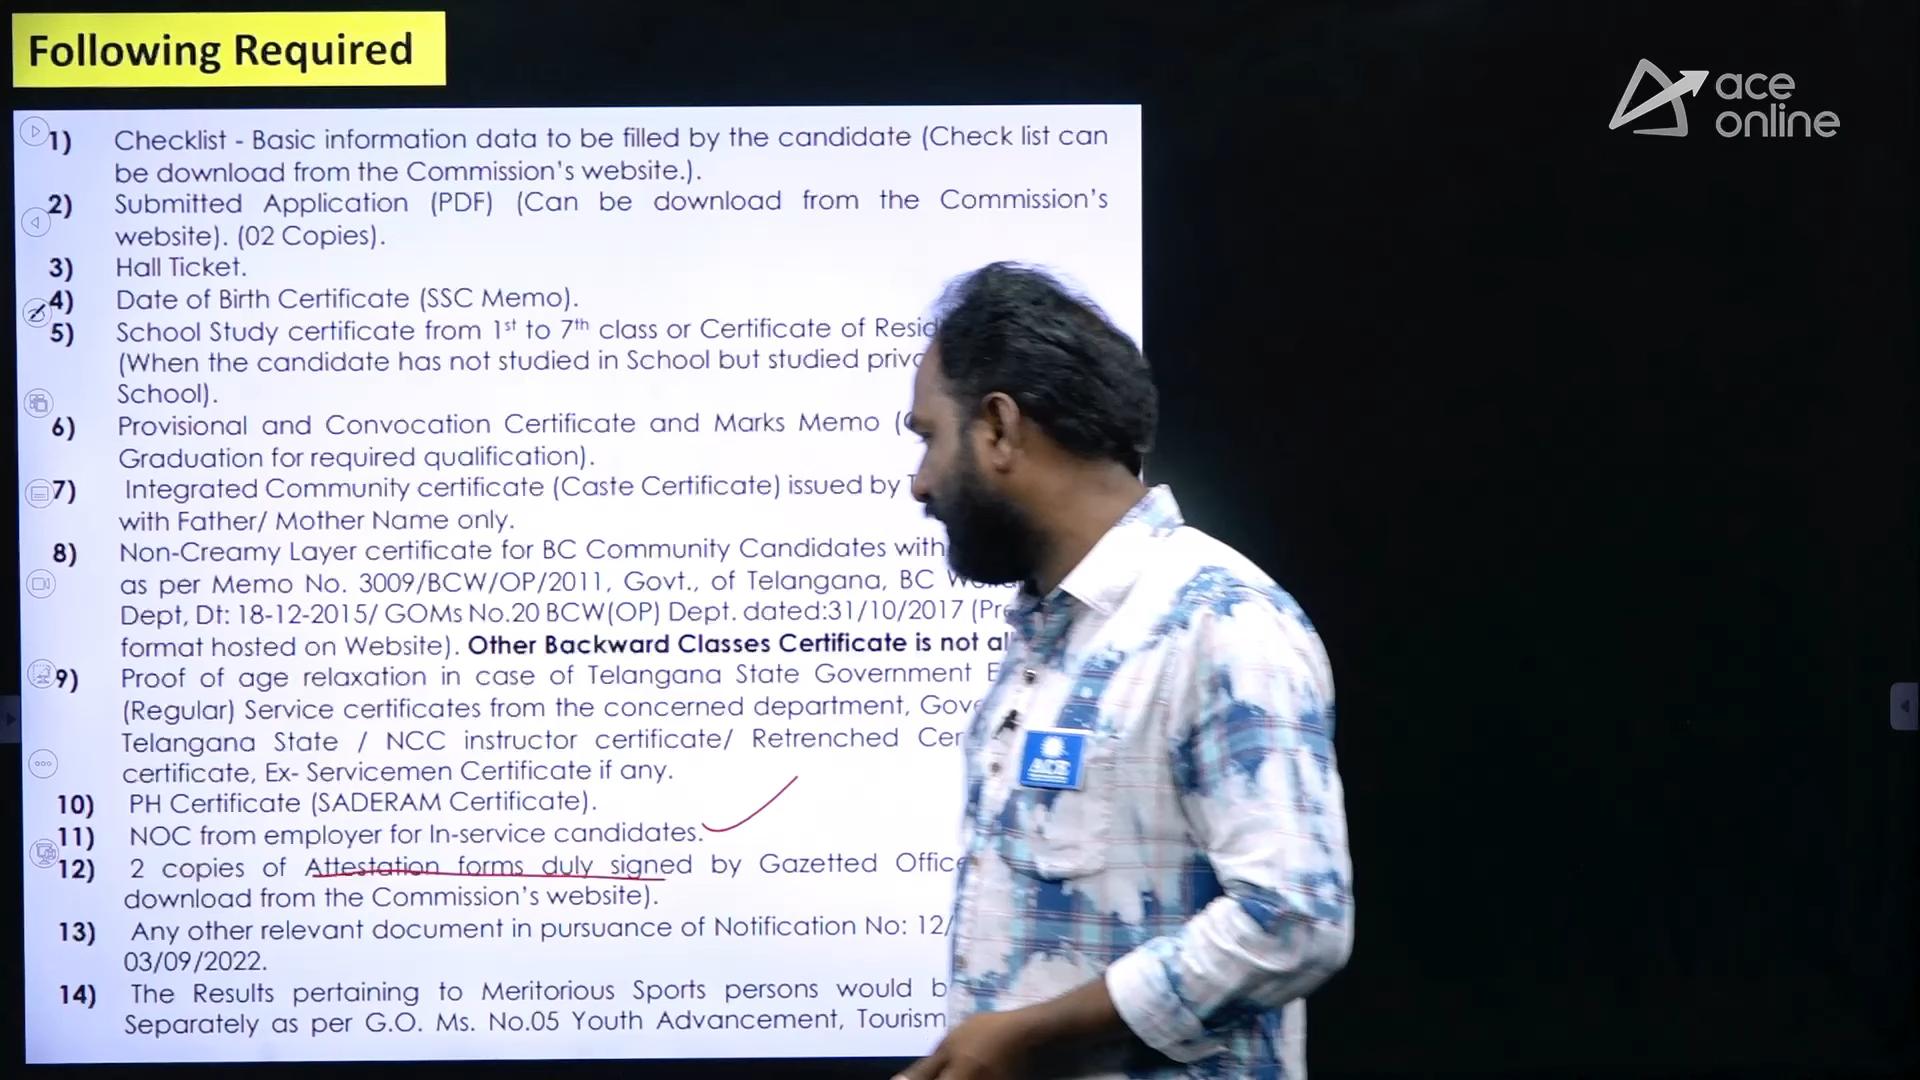 Following Required
ace
online
1) Checklist - Basic information data to be filled by the candidate (Check list can
be download from the Commission's website.).
2) Submitted Application (PDF) (Can be download from the Commission's
website). (02 Copies).
3) Hall Ticket.
4) Date of Birth Certificate (SSC Memo).
5) School Study certificate from 1st to 7th class or Certificate of
(When the candidate has not studied in School but studied
School).
6) Provisional and Convocation Certificate and Marks Memo
Graduation for required qualification).
7) Integrated Community certificate (Caste Certificate) issued by
with Father/ Mother Name only.
8) Non-Creamy Layer certificate for BC Community Candidates with
as per Memo No. 3009/BCW/OP/2011, Govt., of Telangana, BC
Dept, Dt: 18-12-2015/ GOMs No.20 BCW(OP) Dept. dated:31/10/2017
format hosted on Website). Other Backward Classes Certificate is not
9) Proof of age relaxation in case of Telangana State Government
(Regular) Service certificates from the concerned department,
Telangana State / NCC instructor certificate/ Retrenched
certificate, Ex- Servicemen Certificate if any.
10) PH Certificate (SADERAM Certificate).
11) NOC from employer for In-service candidates.
12) 2 copies of Attestation forms duly signed by Gazetted
download from the Commission's website).
13) Any other relevant document in pursuance of Notification No: 12/
03/09/2022.
14) The Results pertaining to Meritorious Sports persons would
Separately as per G.O. Ms. No.05 Youth Advancement, Tourism
ACE